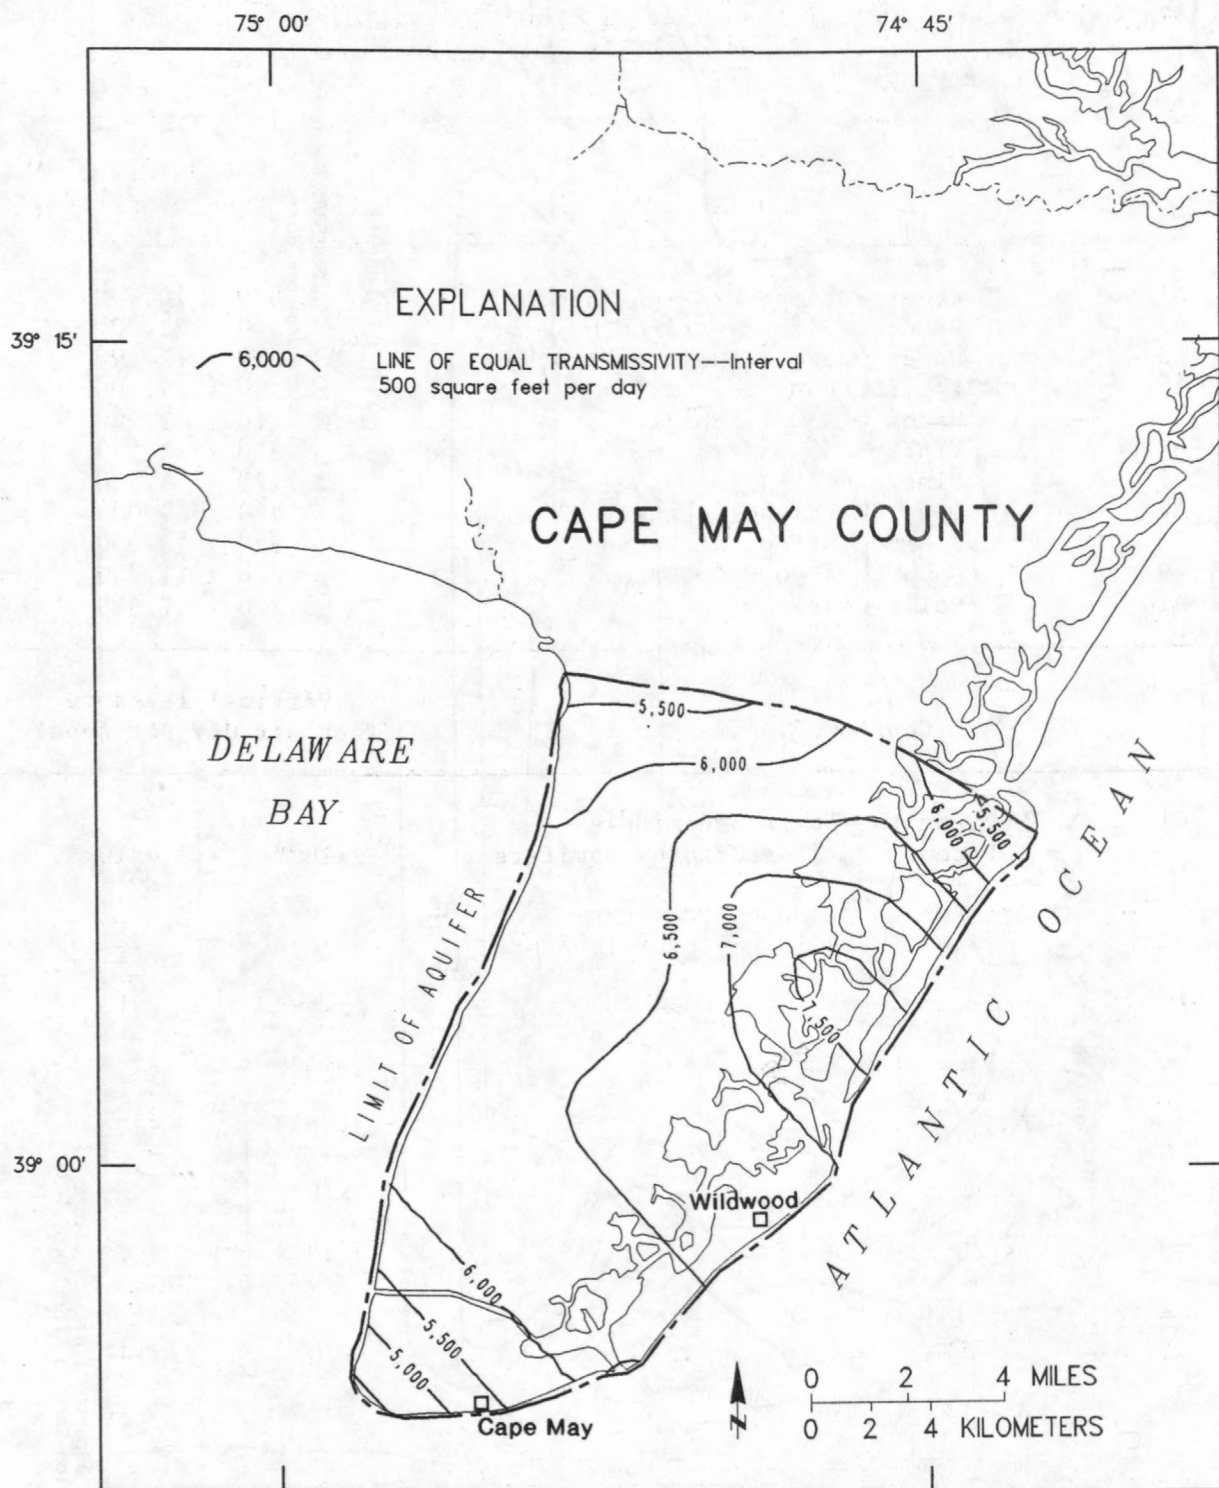 75° 00'
74° 45'
EXPLANATION
39° 15'
6,000
LINE OF EQUAL TRANSMISSIVITY--Interval
500 square feet per day
CAPE MAY COUNTY
5,500
DELAWARE
BAY
6,000
5,500
6,000
ATLANTIC OCEAN
LIMIT OF AQUIFER
6,500
7,000
7,500
39° 00'
Wildwood
6,000
5,500
5,000
0 2 4 MILES
0 2 4 KILOMETERS
N
Cape May